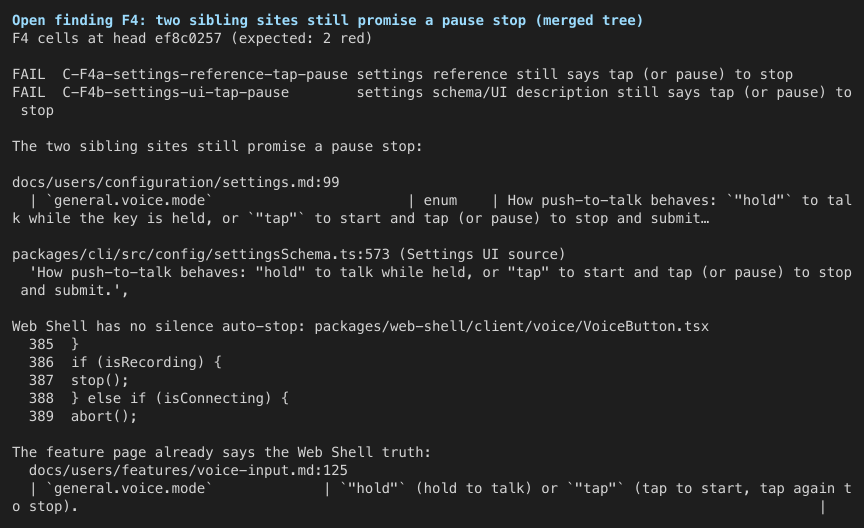 Open finding F4: two sibling sites still promise a pause stop (merged tree)
F4 cells at head ef8c0257 (expected: 2 red)
FAIL  C-F4a-settings-reference-tap-pause settings reference still says tap (or pause) to stop
FAIL  C-F4b-settings-ui-tap-pause        settings schema/UI description still says tap (or pause) to
 stop
The two sibling sites still promise a pause stop:
docs/users/configuration/settings.md:99
  | `general.voice.mode`                       | enum    | How push-to-talk behaves: `"hold"` to tal
k while the key is held, or `"tap"` to start and tap (or pause) to stop and submit…
packages/cli/src/config/settingsSchema.ts:573 (Settings UI source)
  'How push-to-talk behaves: "hold" to talk while held, or "tap" to start and tap (or pause) to stop
 and submit.',
Web Shell has no silence auto-stop: packages/web-shell/client/voice/VoiceButton.tsx
  385  }
  386  if (isRecording) {
  387  stop();
  388  } else if (isConnecting) {
  389  abort();
The feature page already says the Web Shell truth:
  docs/users/features/voice-input.md:125
  | `general.voice.mode`             | `"hold"` (hold to talk) or `"tap"` (tap to start, tap again t
o stop).                                                                                     |